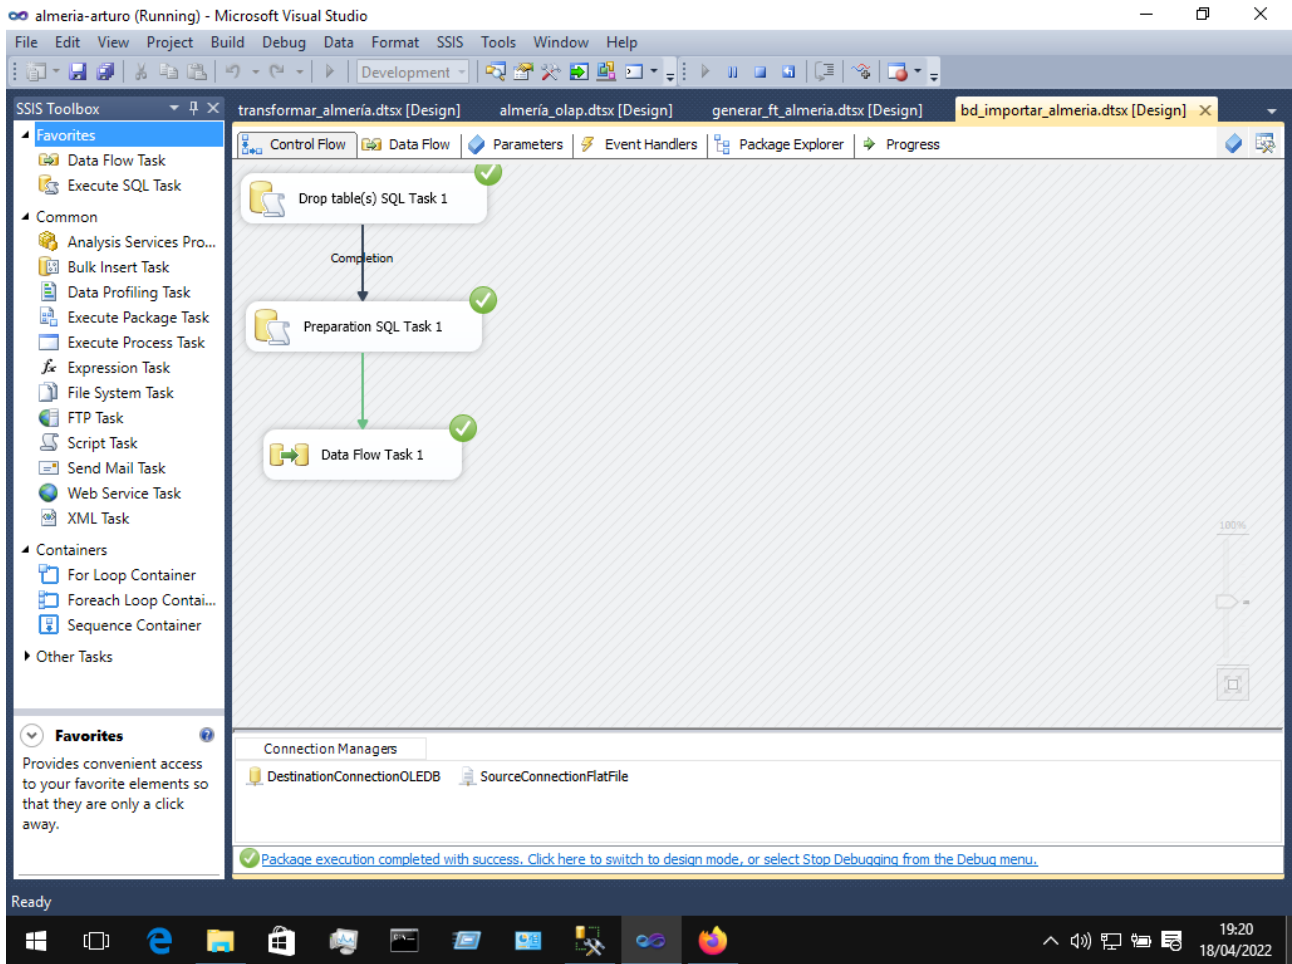 almeria-arturo (Running) - Microsoft Visual Studio
File Edit View Project Build Debug Data Format SSIS Tools Window Help
Development
SSIS Toolbox
transformar_almería.dtsx [Design] almería_olap.dtsx [Design] generar_ft_almeria.dtsx [Design] bd_importar_almeria.dtsx [Design]
Control Flow Data Flow Parameters Event Handlers Package Explorer Progress
Favorites
Data Flow Task
Execute SQL Task
Common
Analysis Services Pro...
Bulk Insert Task
Data Profiling Task
Execute Package Task
Execute Process Task
Expression Task
File System Task
FTP Task
Script Task
Send Mail Task
Web Service Task
XML Task
Containers
For Loop Container
Foreach Loop Contai...
Sequence Container
Other Tasks
Favorites
Provides convenient access
to your favorite elements so
that they are only a click
away.
Drop table(s) SQL Task 1
Completion
Preparation SQL Task 1
Data Flow Task 1
100%
Connection Managers
DestinationConnectionOLEDB SourceConnectionFlatFile
Package execution completed with success. Click here to switch to design mode, or select Stop Debugging from the Debug menu.
Ready
19:20
18/04/2022